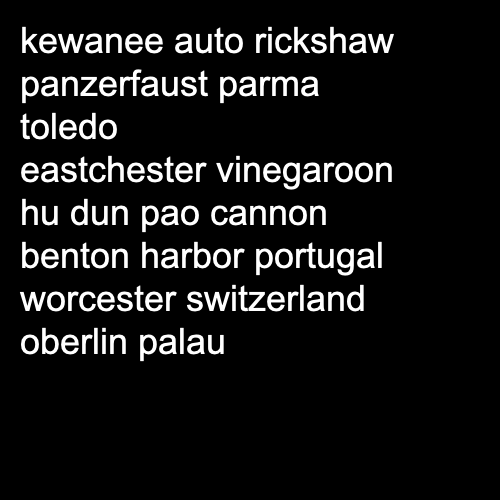 kewanee auto rickshaw
panzerfaust parma
toledo
eastchester vinegaroon
hu dun pao cannon
benton harbor portugal
worcester switzerland
oberlin palau